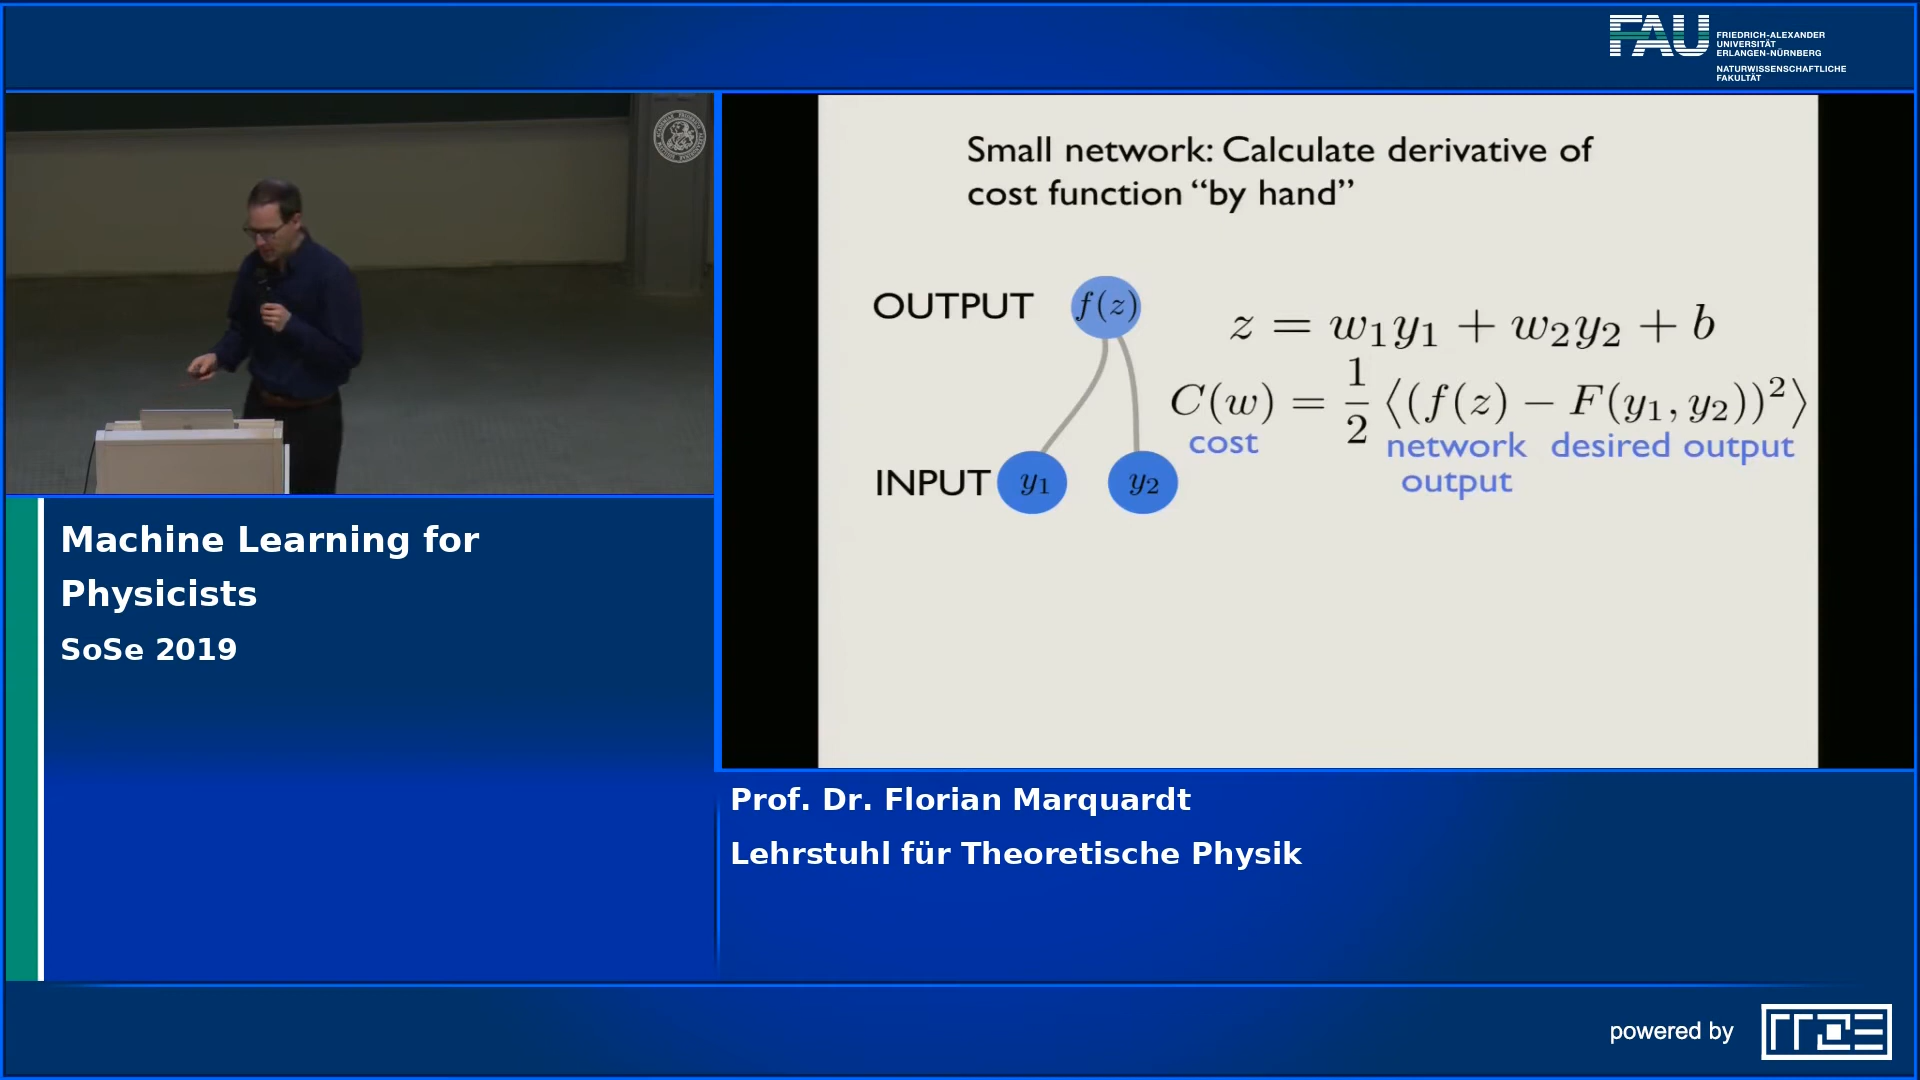 FAU
FRIEDRICH-ALEXANDER
UNIVERSITÄT
ERLANGEN-NÜRNBERG
NATURWISSENSCHAFTLICHE
FAKULTÄT
Small network: Calculate derivative of
cost function “by hand”
OUTPUT f(z)
z = w₁y₁ + w₂y₂ + b
C(w) = 1/2 ⟨(f(z) − F(y₁, y₂))²⟩
cost network desired output
output
INPUT y₁ y₂
Machine Learning for
Physicists
SoSe 2019
Prof. Dr. Florian Marquardt
Lehrstuhl für Theoretische Physik
powered by